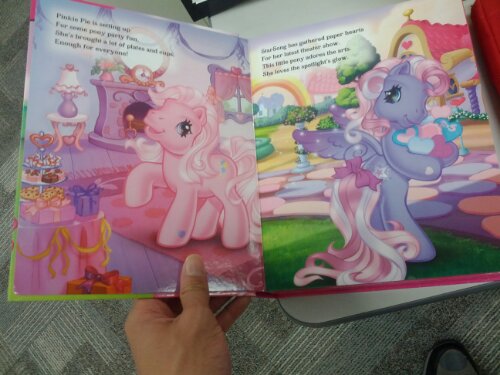 Pinkie Pie is setting up
For some pony party fun.
She's brought a lot of plates and cups,
Enough for everyone!
StarSong has gathered paper hearts
For her latest theater show.
This little pony adores the arts.
She loves the spotlight's glow.